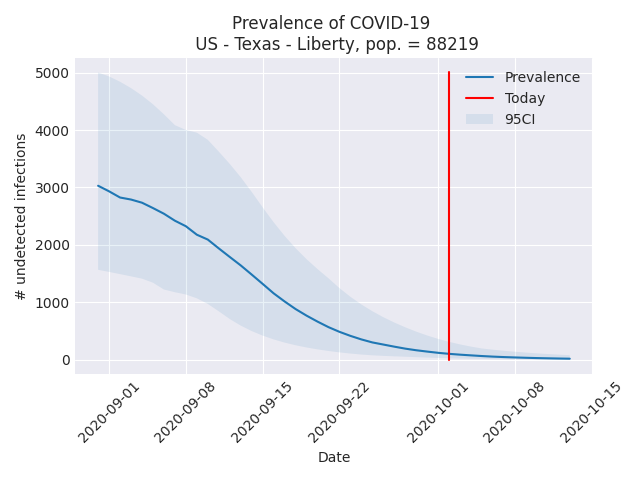 Prevalence of COVID-19
US - Texas - Liberty, pop. = 88219
Prevalence
Today
95CI
# undetected infections
5000
4000
3000
2000
1000
0
2020-09-01
2020-09-08
2020-09-15
2020-09-22
2020-10-01
2020-10-08
2020-10-15
Date